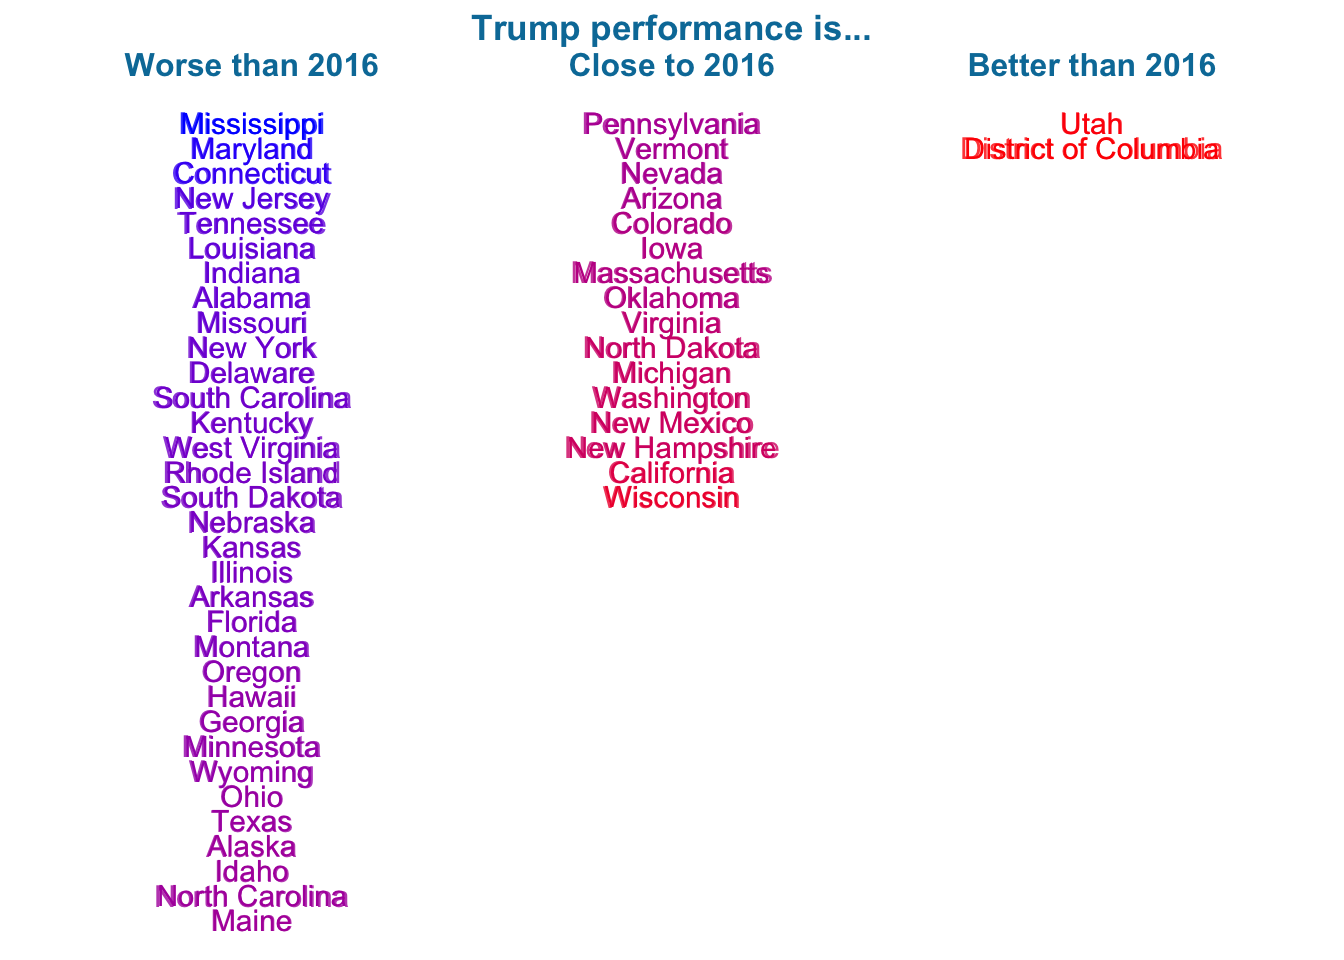 Trump performance is...
Worse than 2016
Close to 2016
Better than 2016
Mississippi
Maryland
Connecticut
New Jersey
Tennessee
Louisiana
Indiana
Alabama
Missouri
New York
Delaware
South Carolina
Kentucky
West Virginia
Rhode Island
South Dakota
Nebraska
Kansas
Illinois
Arkansas
Florida
Montana
Oregon
Hawaii
Georgia
Minnesota
Wyoming
Ohio
Texas
Alaska
Idaho
North Carolina
Maine
Pennsylvania
Vermont
Nevada
Arizona
Colorado
Iowa
Massachusetts
Oklahoma
Virginia
North Dakota
Michigan
Washington
New Mexico
New Hampshire
California
Wisconsin
Utah
District of Columbia